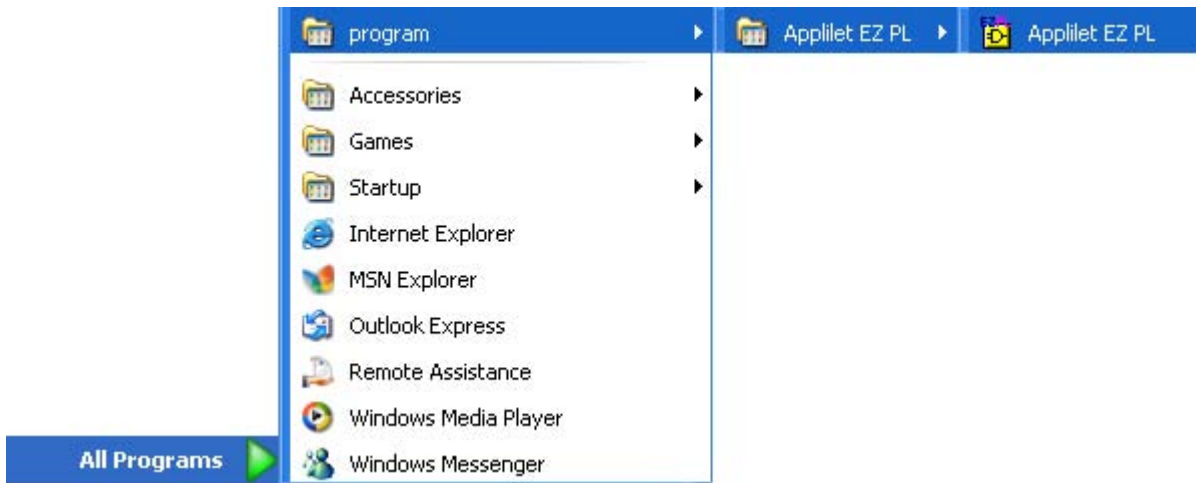 program
Applilet EZ PL
Applilet EZ PL
Accessories
Games
Startup
Internet Explorer
MSN Explorer
Outlook Express
Remote Assistance
Windows Media Player
All Programs
Windows Messenger